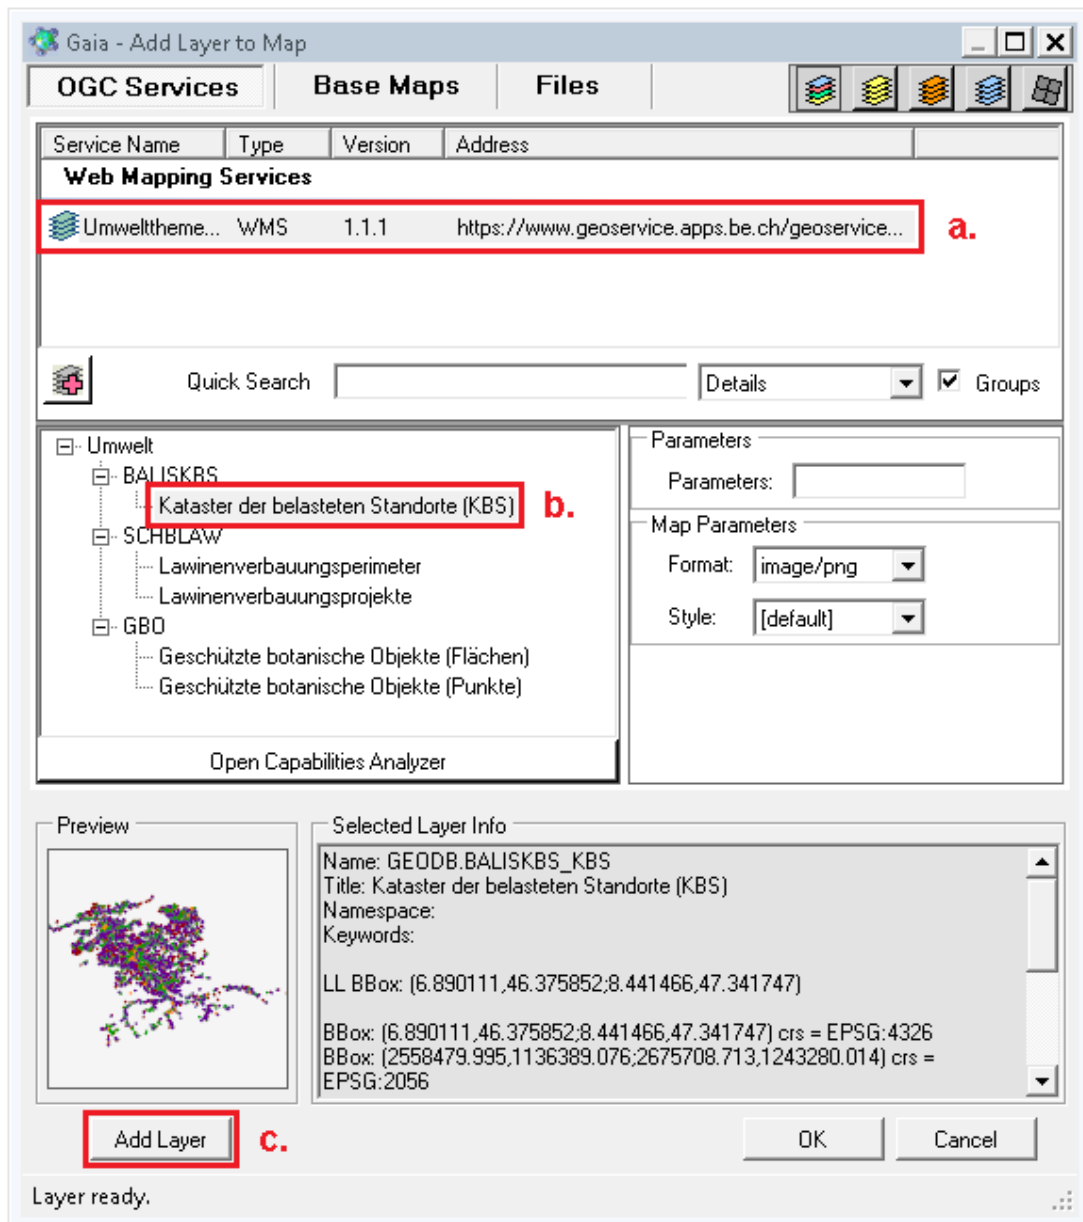 Gaia - Add Layer to Map
OGC Services Base Maps Files
Service Name Type Version Address
Web Mapping Services
Umwelttheme... WMS 1.1.1 https://www.geoservice.apps.be.ch/geoservice... a.
Quick Search Details Groups
Umwelt
BALISKBS
Kataster der belasteten Standorte (KBS) b.
SCHBLAW
Lawinenverbauungsperimeter
Lawinenverbauungsprojekte
GBO
Geschützte botanische Objekte (Flächen)
Geschützte botanische Objekte (Punkte)
Open Capabilities Analyzer
Parameters
Parameters:
Map Parameters
Format: image/png
Style: [default]
Preview
Selected Layer Info
Name: GEODB.BALISKBS_KBS
Title: Kataster der belasteten Standorte (KBS)
Namespace:
Keywords:
LL BBox: (6.890111,46.375852;8.441466,47.341747)
BBox: (6.890111,46.375852;8.441466,47.341747) crs = EPSG:4326
BBox: (2558479.995,1136389.076;2675708.713,1243280.014) crs =
EPSG:2056
Add Layer c. OK Cancel
Layer ready.